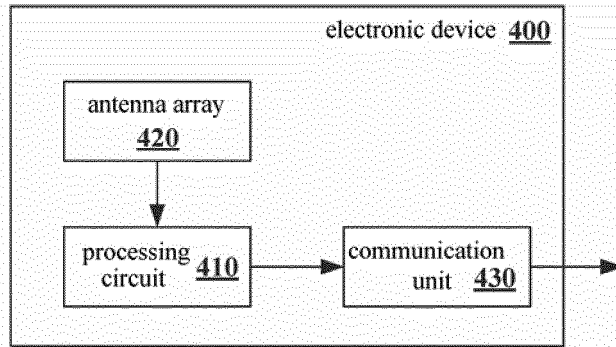 electronic device 400
antenna array
420
processing
circuit 410
communication
unit 430